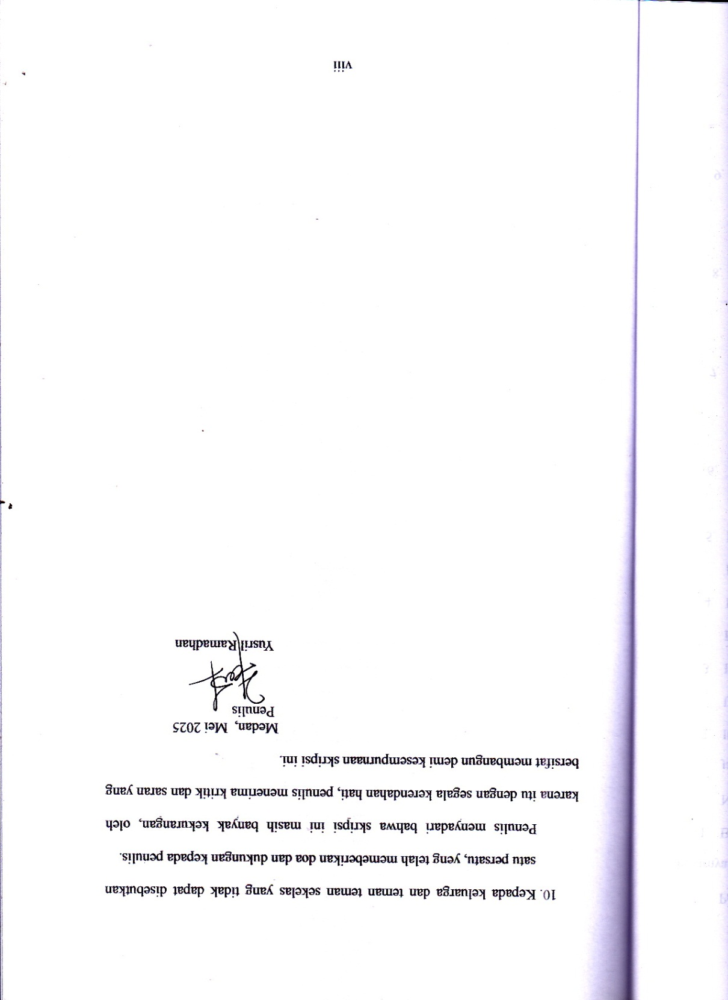 10. Kepada keluarga dan teman teman sekelas yang tidak dapat disebutkan
satu persatu, yeng telah memeberikan doa dan dukungan kepada penulis.
Penulis menyadari bahwa skripsi ini masih banyak kekurangan, oleh
karena itu dengan segala kerendahan hati, penulis menerima kritik dan saran yang
bersifat membangun demi kesempurnaan skripsi ini.
Medan, Mei 2025
Penulis
Yusril Ramadhan
viii